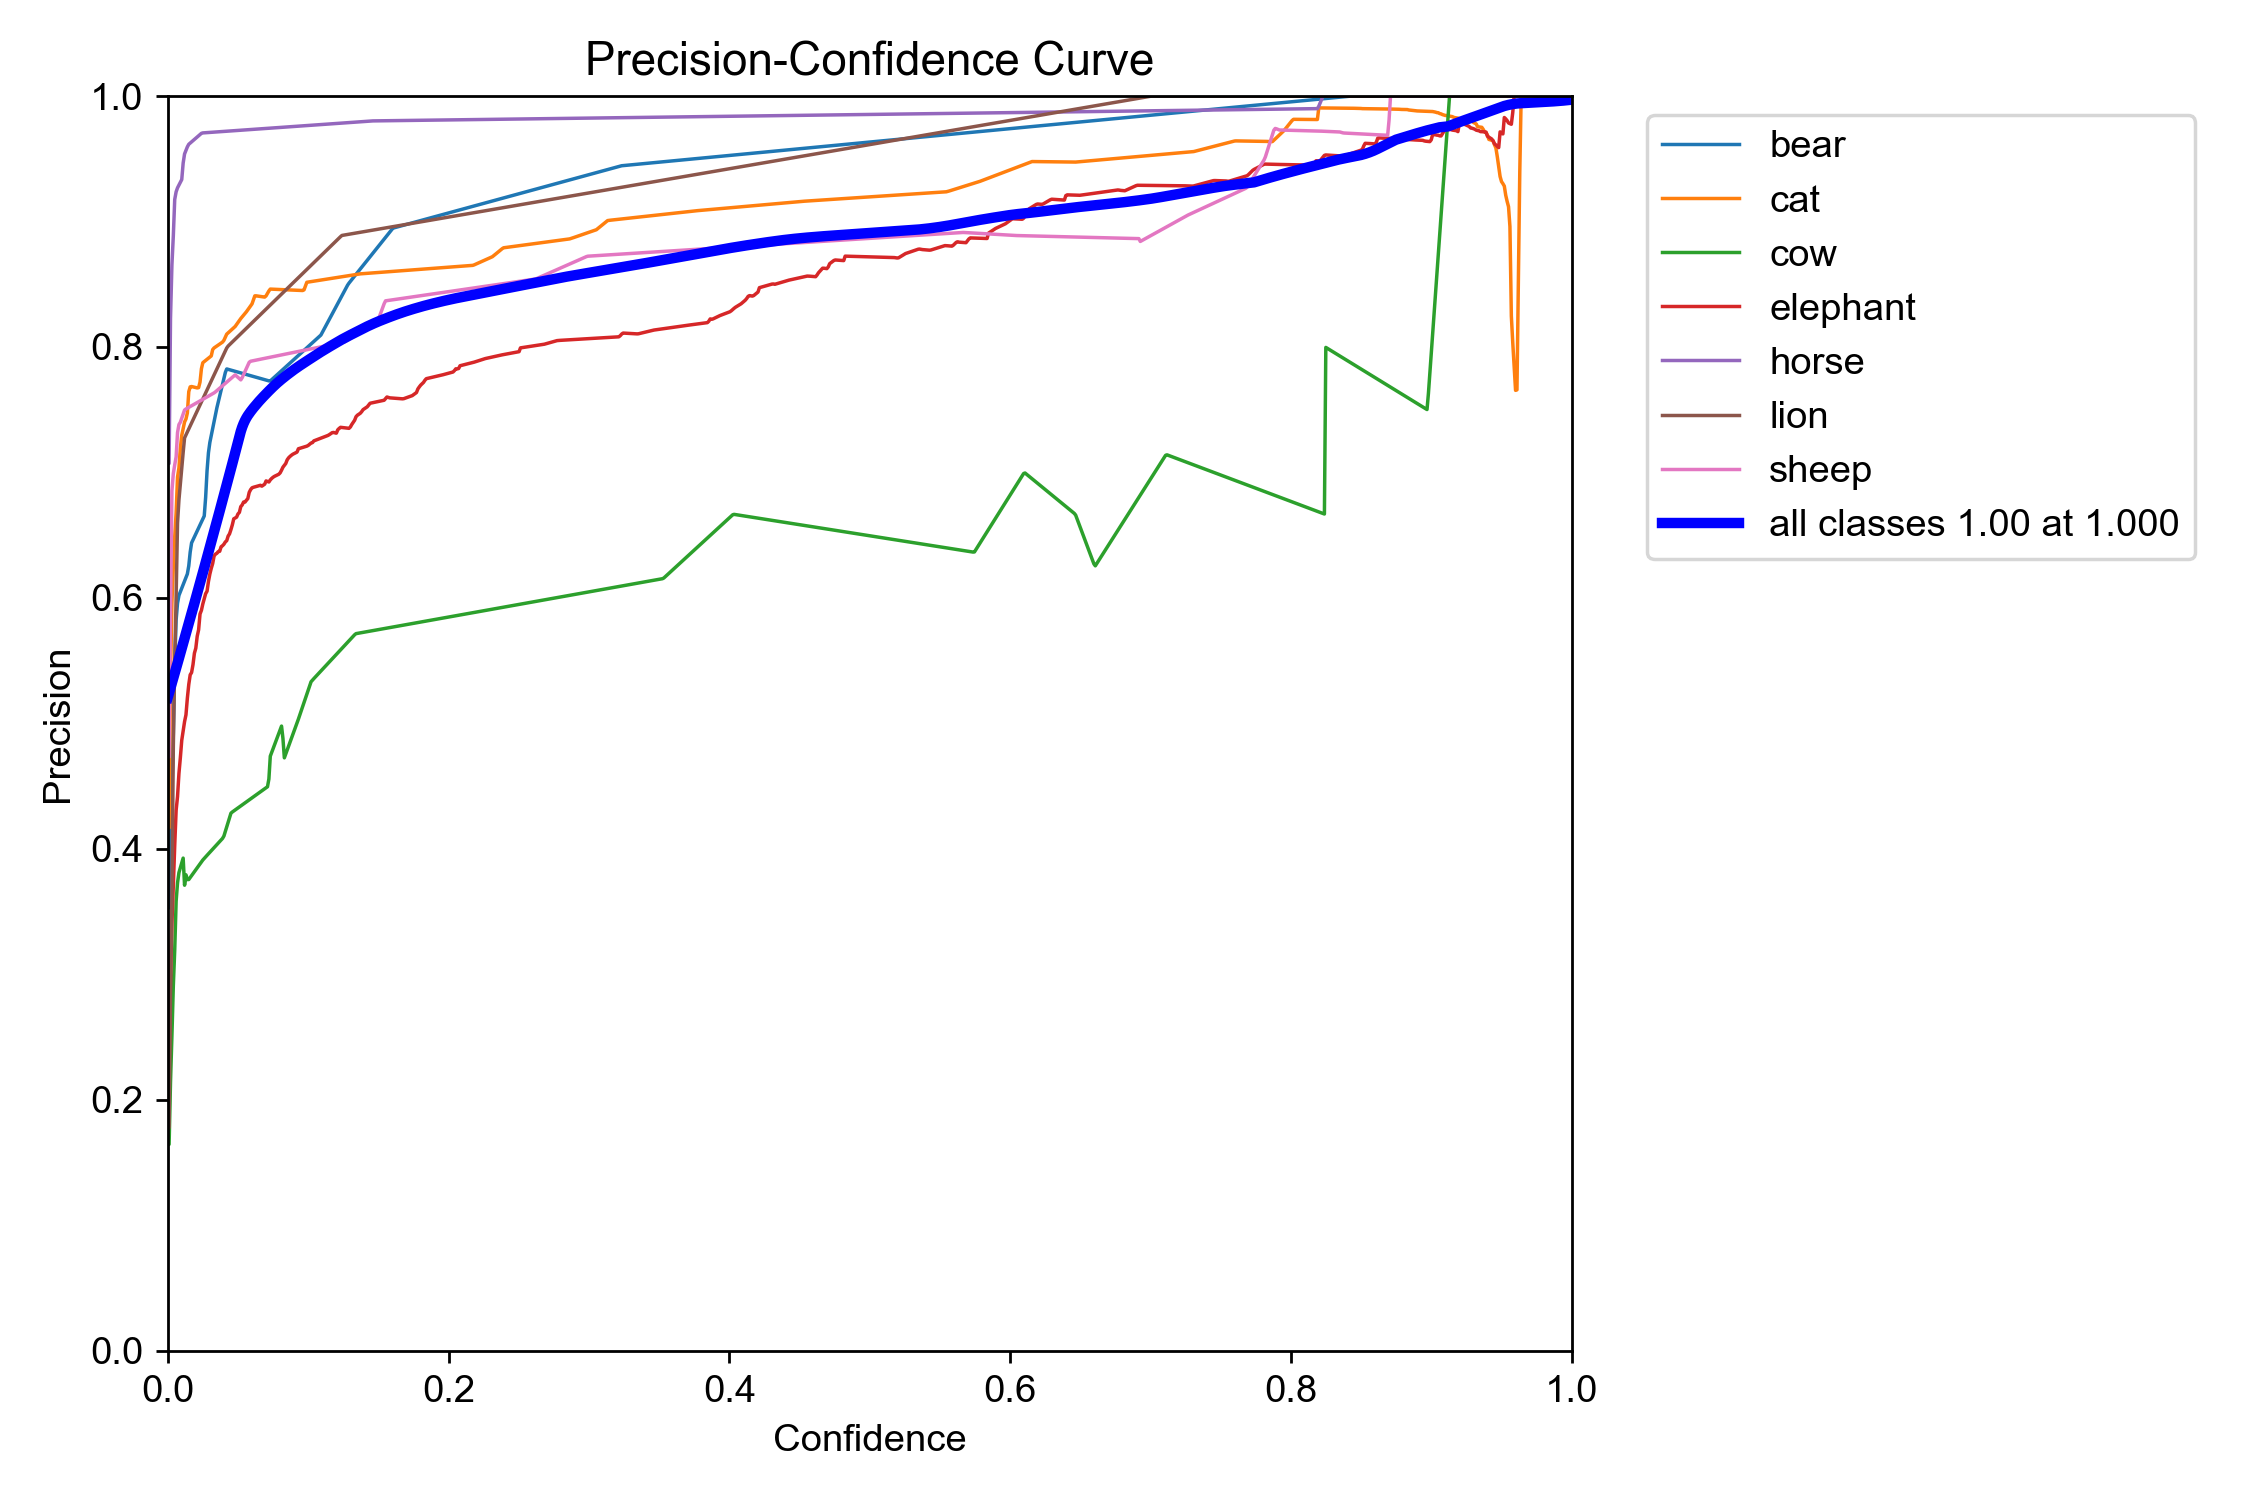 Precision-Confidence Curve
1.0
0.8
0.6
0.4
0.2
0.0
Precision
0.0 0.2 0.4 0.6 0.8 1.0
Confidence
bear
cat
cow
elephant
horse
lion
sheep
all classes 1.00 at 1.000